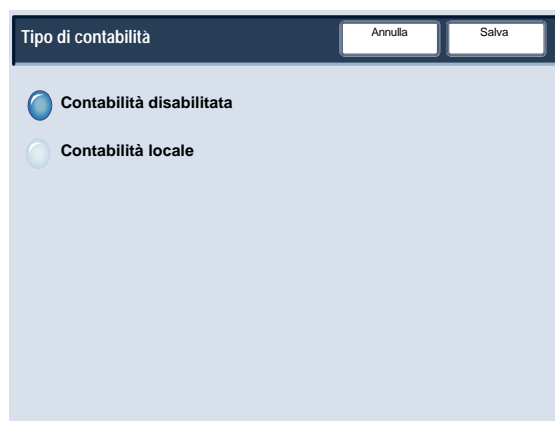 Tipo di contabilità
Annulla
Salva
Contabilità disabilitata
Contabilità locale